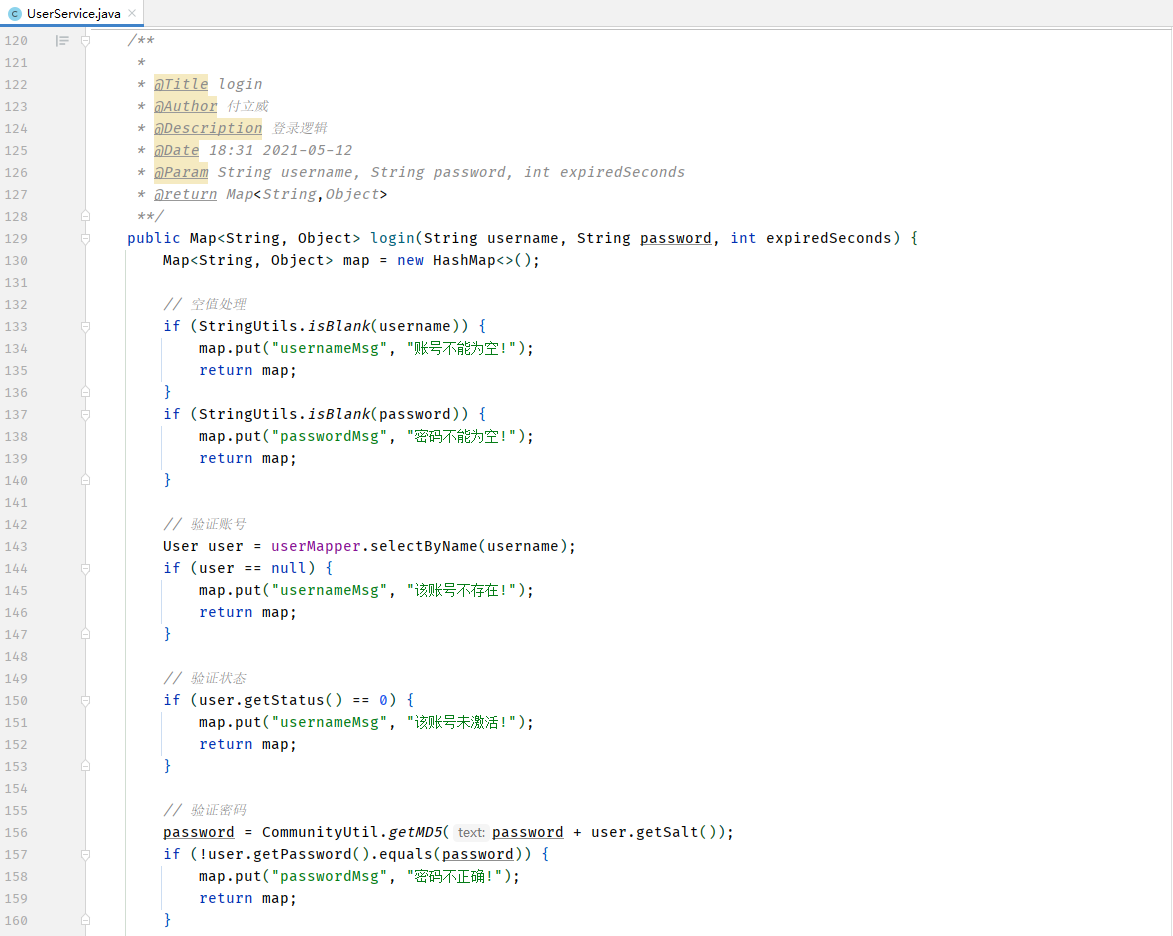 UserService.java
120 /**
121 *
122 * @Title login
123 * @Author 付立威
124 * @Description 登录逻辑
125 * @Date 18:31 2021-05-12
126 * @Param String username, String password, int expiredSeconds
127 * @return Map<String,Object>
128 **/
129 public Map<String, Object> login(String username, String password, int expiredSeconds) {
130 Map<String, Object> map = new HashMap<>();
131
132 // 空值处理
133 if (StringUtils.isBlank(username)) {
134 map.put("usernameMsg", "账号不能为空!");
135 return map;
136 }
137 if (StringUtils.isBlank(password)) {
138 map.put("passwordMsg", "密码不能为空!");
139 return map;
140 }
141
142 // 验证账号
143 User user = userMapper.selectByName(username);
144 if (user == null) {
145 map.put("usernameMsg", "该账号不存在!");
146 return map;
147 }
148
149 // 验证状态
150 if (user.getStatus() == 0) {
151 map.put("usernameMsg", "该账号未激活!");
152 return map;
153 }
154
155 // 验证密码
156 password = CommunityUtil.getMD5( text: password + user.getSalt());
157 if (!user.getPassword().equals(password)) {
158 map.put("passwordMsg", "密码不正确!");
159 return map;
160 }